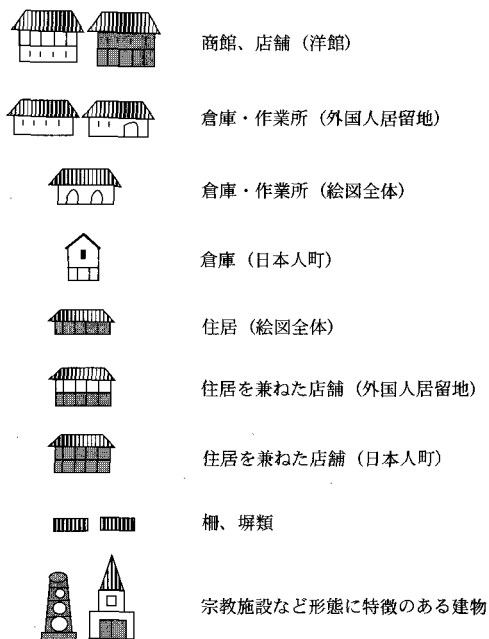 商館、店舗（洋館）
倉庫・作業所（外国人居留地）
倉庫・作業所（絵図全体）
倉庫（日本人町）
住居（絵図全体）
住居を兼ねた店舗（外国人居留地）
住居を兼ねた店舗（日本人町）
柵、塀類
宗教施設など形態に特徴のある建物